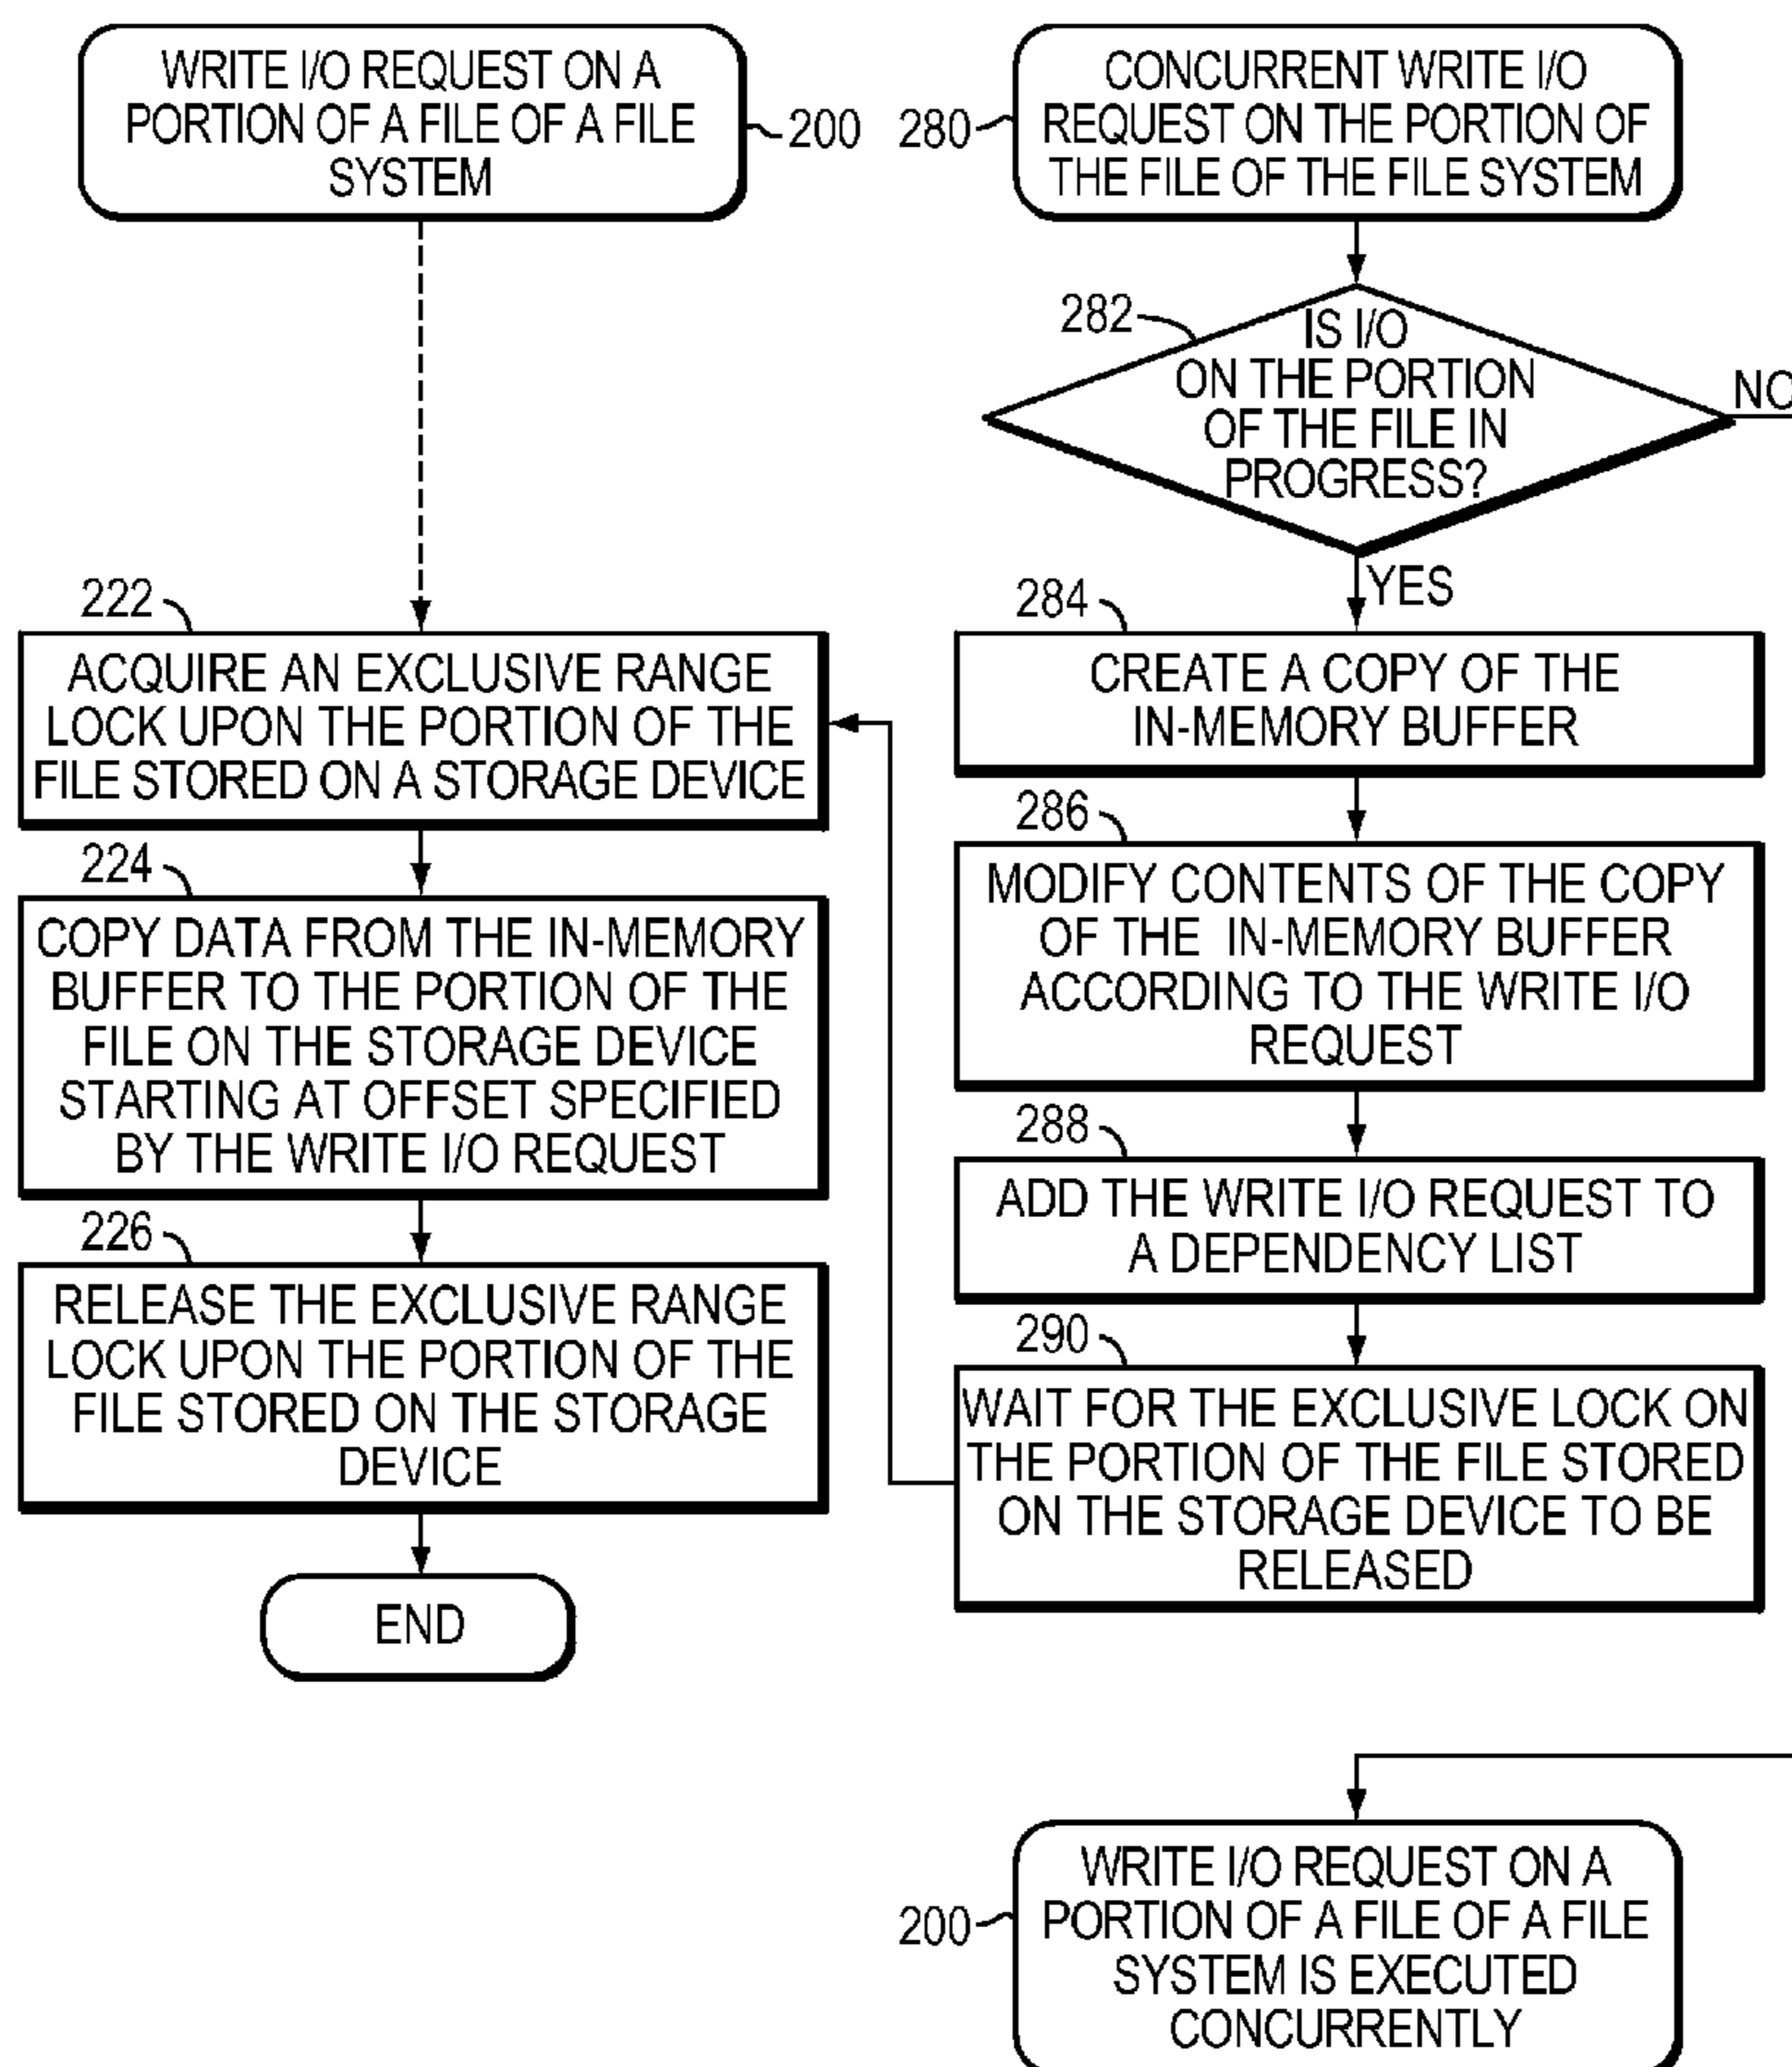 WRITE I/O REQUEST ON A
PORTION OF A FILE OF A FILE
SYSTEM
200
222
ACQUIRE AN EXCLUSIVE RANGE
LOCK UPON THE PORTION OF THE
FILE STORED ON A STORAGE DEVICE
224
COPY DATA FROM THE IN-MEMORY
BUFFER TO THE PORTION OF THE
FILE ON THE STORAGE DEVICE
STARTING AT OFFSET SPECIFIED
BY THE WRITE I/O REQUEST
226
RELEASE THE EXCLUSIVE RANGE
LOCK UPON THE PORTION OF THE
FILE STORED ON THE STORAGE
DEVICE
END
280
CONCURRENT WRITE I/O
REQUEST ON THE PORTION OF
THE FILE OF THE FILE SYSTEM
282
IS I/O
ON THE PORTION
OF THE FILE IN
PROGRESS?
NO
YES
284
CREATE A COPY OF THE
IN-MEMORY BUFFER
286
MODIFY CONTENTS OF THE COPY
OF THE IN-MEMORY BUFFER
ACCORDING TO THE WRITE I/O
REQUEST
288
ADD THE WRITE I/O REQUEST TO
A DEPENDENCY LIST
290
WAIT FOR THE EXCLUSIVE LOCK ON
THE PORTION OF THE FILE STORED
ON THE STORAGE DEVICE TO BE
RELEASED
200
WRITE I/O REQUEST ON A
PORTION OF A FILE OF A FILE
SYSTEM IS EXECUTED
CONCURRENTLY